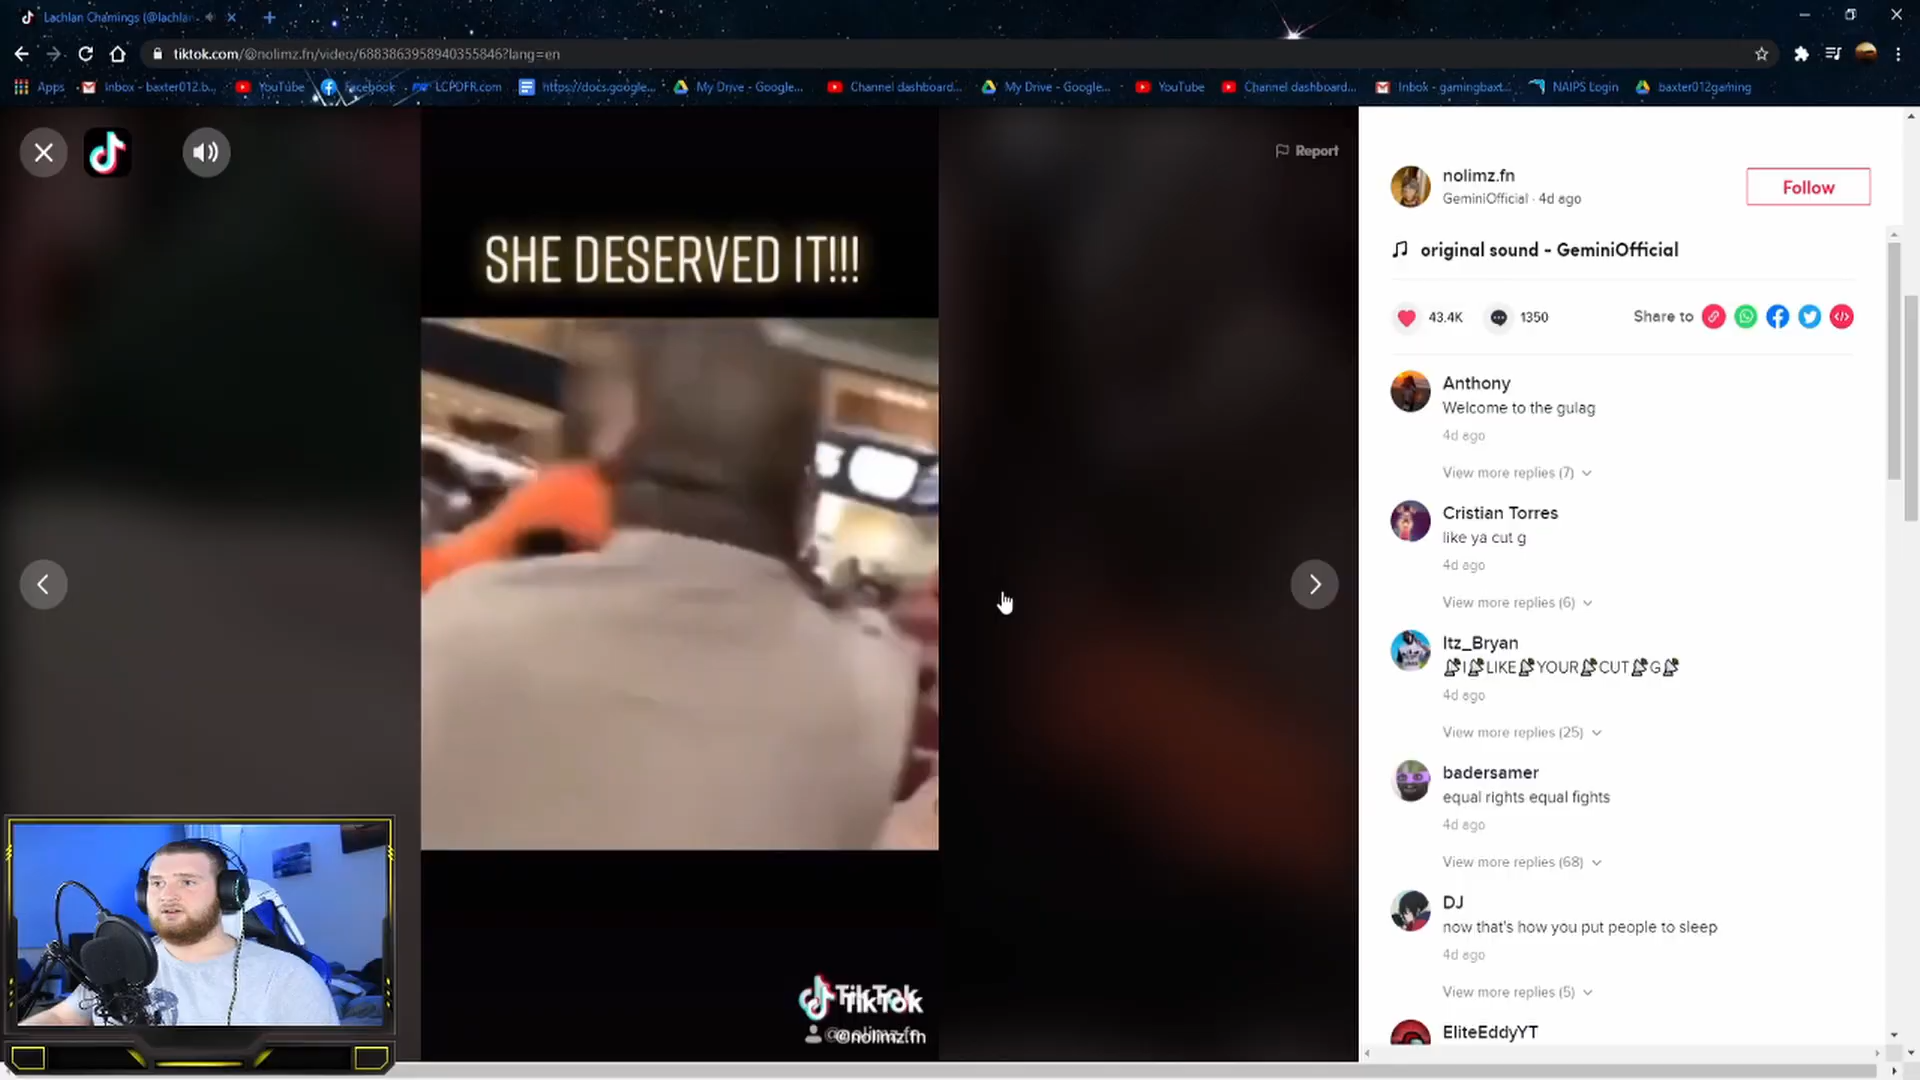 Lachlan Chamings (@lachlan
tiktok.com/@nolimz.fn/video/6883863958940355846?lang=en
Apps
Inbox - baxter012.b...
YouTube
Facebook
LCPDFR.com
https://docs.google...
My Drive - Google...
Channel dashboard...
My Drive - Google...
YouTube
Channel dashboard...
Inbox - gamingbaxt...
NAIPS Login
baxter012gaming
Report
SHE DESERVED IT!!!
TikTok
@nolimz.fn
nolimz.fn
GeminiOfficial · 4d ago
Follow
original sound - GeminiOfficial
43.4K
1350
Share to
Anthony
Welcome to the gulag
4d ago
View more replies (7)
Cristian Torres
like ya cut g
4d ago
View more replies (6)
Itz_Bryan
📡I📡LIKE📡YOUR📡CUT📡G📡
4d ago
View more replies (25)
badersamer
equal rights equal fights
4d ago
View more replies (68)
DJ
now that's how you put people to sleep
4d ago
View more replies (5)
EliteEddyYT